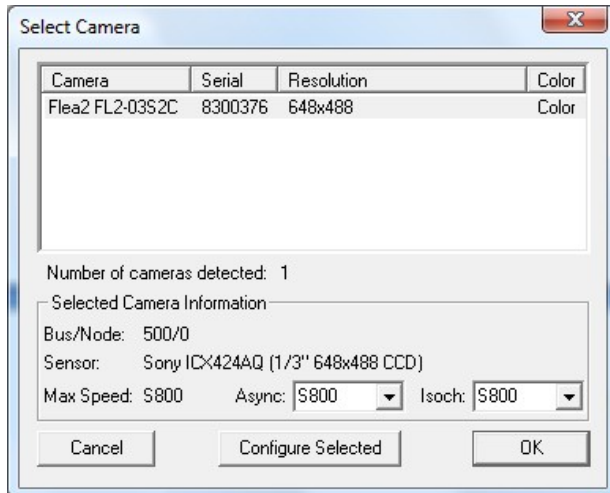 Select Camera
Camera Serial Resolution Color
Flea2 FL2-03S2C 8300376 648x488 Color
Number of cameras detected: 1
Selected Camera Information
Bus/Node: 500/0
Sensor: Sony ICX424AQ (1/3" 648x488 CCD)
Max Speed: S800 Async: S800 Isoch: S800
Cancel Configure Selected OK